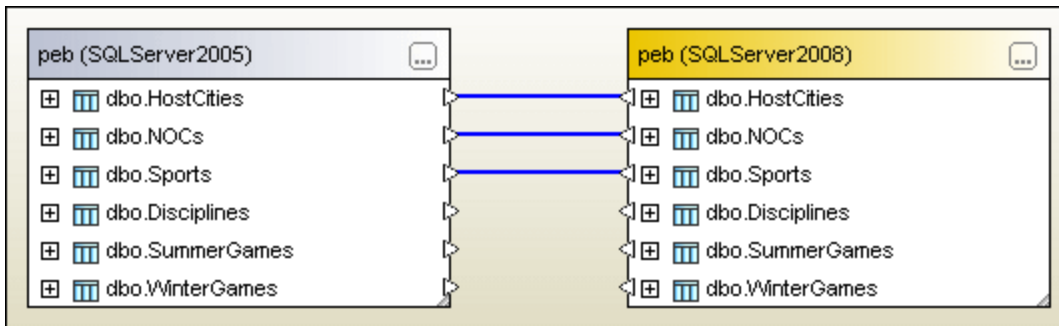 peb (SQLServer2005)
...
dbo.HostCities
dbo.NOCs
dbo.Sports
dbo.Disciplines
dbo.SummerGames
dbo.WinterGames
peb (SQLServer2008)
...
dbo.HostCities
dbo.NOCs
dbo.Sports
dbo.Disciplines
dbo.SummerGames
dbo.WinterGames